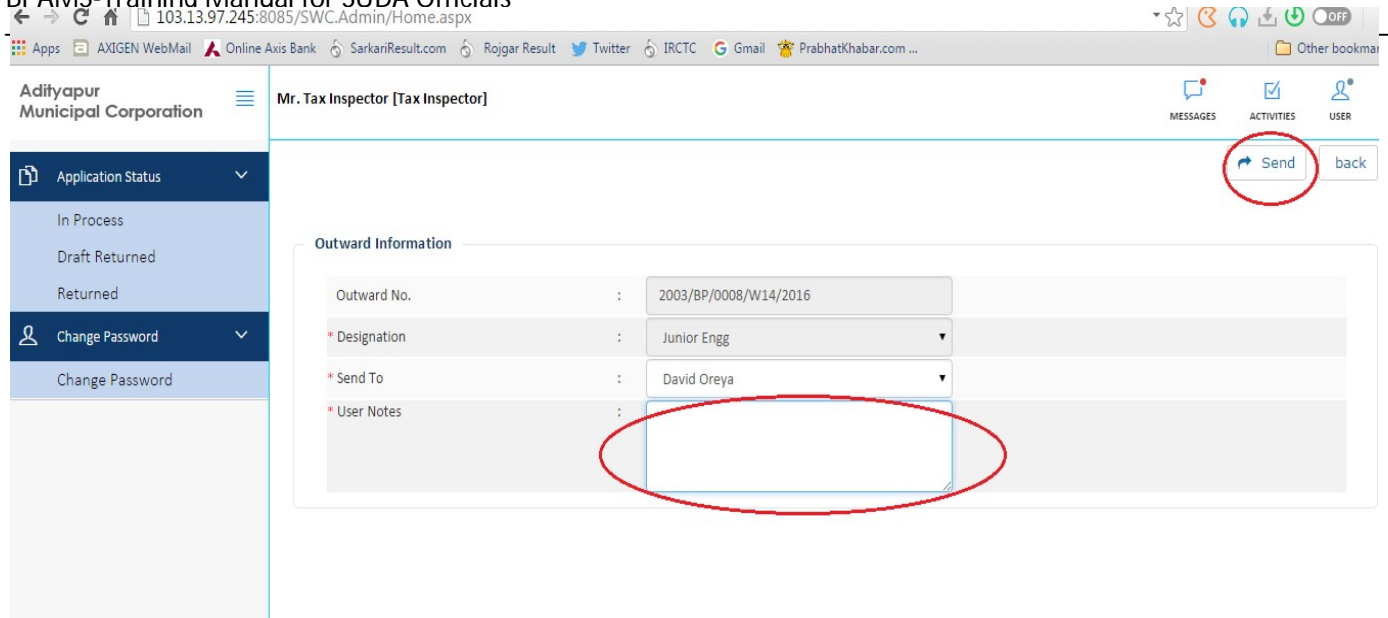 BPAMS-Training Manual for SUDA Officials
103.13.97.245:8085/SWC.Admin/Home.aspx
OFF
Apps AXIGEN WebMail Online Axis Bank SarkariResult.com Rojgar Result Twitter IRCTC G Gmail PrabhatKhabar.com ... Other bookmar
Adityapur
Municipal Corporation
Mr. Tax Inspector [Tax Inspector]
MESSAGES ACTIVITIES USER
Send back
Application Status
In Process
Draft Returned
Returned
Change Password
Change Password
Outward Information
Outward No. : 2003/BP/0008/W14/2016
* Designation : Junior Engg
* Send To : David Oreya
* User Notes :